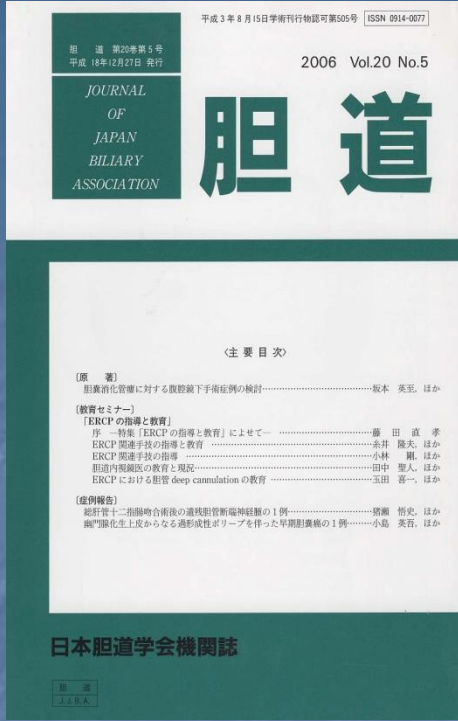 平成3年8月15日学術刊行物認可第505号 ISSN 0914-0077
胆 道 第20巻第5号
平成 18年12月27日 発行
2006 Vol.20 No.5
JOURNAL
OF
JAPAN
BILIARY
ASSOCIATION
胆道
〈主要目次〉
〔原 著〕
胆嚢消化管瘻に対する腹腔鏡下手術症例の検討……坂本 英至,ほか
〔教育セミナー〕
「ERCPの指導と教育」
序 ―特集「ERCPの指導と教育」によせて―……藤田直孝
ERCP関連手技の指導と教育……糸井 隆夫,ほか
ERCP関連手技の指導……小林 剛,ほか
胆道内視鏡医の教育と現況……田中 聖人,ほか
ERCPにおける胆管deep cannulationの教育……玉田 喜一,ほか
〔症例報告〕
総肝管十二指腸吻合術後の遺残胆管断端神経腫の1例……猪瀬 悟史,ほか
幽門腺化生上皮からなる過形成性ポリープを伴った早期胆嚢癌の1例……小島 英吾,ほか
日本胆道学会機関誌
胆 道
J.J.B.A.